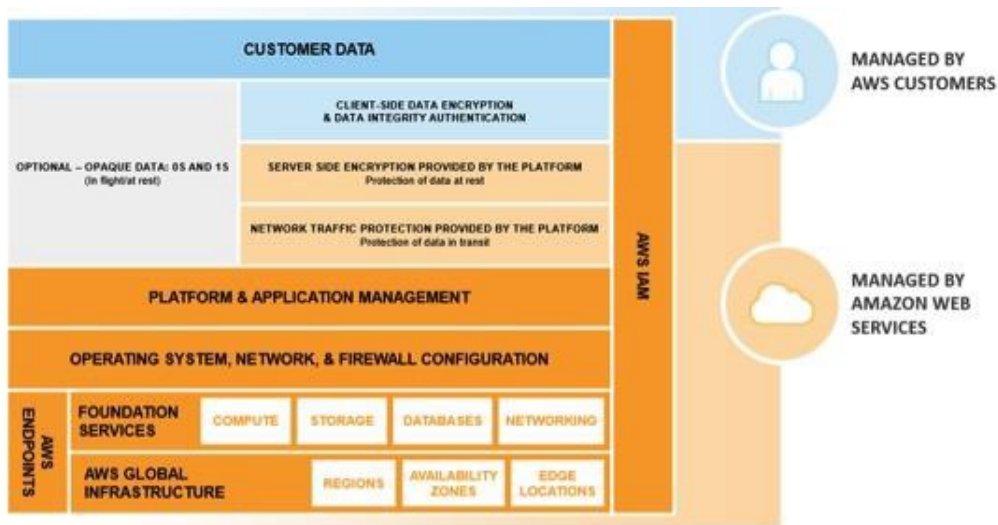 CUSTOMER DATA
CLIENT-SIDE DATA ENCRYPTION
& DATA INTEGRITY AUTHENTICATION
OPTIONAL – OPAQUE DATA: 0S AND 1S
(in flight/at rest)
SERVER SIDE ENCRYPTION PROVIDED BY THE PLATFORM
Protection of data at rest
NETWORK TRAFFIC PROTECTION PROVIDED BY THE PLATFORM
Protection of data in transit
PLATFORM & APPLICATION MANAGEMENT
OPERATING SYSTEM, NETWORK, & FIREWALL CONFIGURATION
AWS
ENDPOINTS
FOUNDATION
SERVICES
COMPUTE
STORAGE
DATABASES
NETWORKING
AWS GLOBAL
INFRASTRUCTURE
REGIONS
AVAILABILITY
ZONES
EDGE
LOCATIONS
AWS IAM
MANAGED BY
AWS CUSTOMERS
MANAGED BY
AMAZON WEB
SERVICES